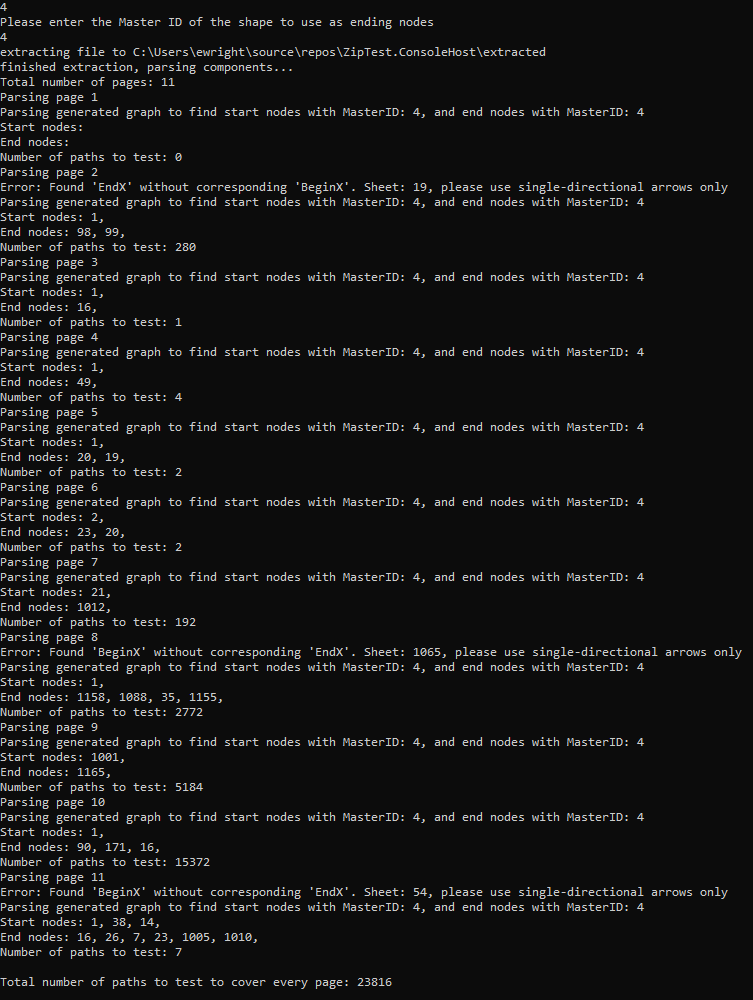 4
Please enter the Master ID of the shape to use as ending nodes
4
extracting file to C:\Users\ewright\source\repos\ZipTest.ConsoleHost\extracted
finished extraction, parsing components...
Total number of pages: 11
Parsing page 1
Parsing generated graph to find start nodes with MasterID: 4, and end nodes with MasterID: 4
Start nodes:
End nodes:
Number of paths to test: 0
Parsing page 2
Error: Found 'EndX' without corresponding 'BeginX'. Sheet: 19, please use single-directional arrows only
Parsing generated graph to find start nodes with MasterID: 4, and end nodes with MasterID: 4
Start nodes: 1,
End nodes: 98, 99,
Number of paths to test: 280
Parsing page 3
Parsing generated graph to find start nodes with MasterID: 4, and end nodes with MasterID: 4
Start nodes: 1,
End nodes: 16,
Number of paths to test: 1
Parsing page 4
Parsing generated graph to find start nodes with MasterID: 4, and end nodes with MasterID: 4
Start nodes: 1,
End nodes: 49,
Number of paths to test: 4
Parsing page 5
Parsing generated graph to find start nodes with MasterID: 4, and end nodes with MasterID: 4
Start nodes: 1,
End nodes: 20, 19,
Number of paths to test: 2
Parsing page 6
Parsing generated graph to find start nodes with MasterID: 4, and end nodes with MasterID: 4
Start nodes: 2,
End nodes: 23, 20,
Number of paths to test: 2
Parsing page 7
Parsing generated graph to find start nodes with MasterID: 4, and end nodes with MasterID: 4
Start nodes: 21,
End nodes: 1012,
Number of paths to test: 192
Parsing page 8
Error: Found 'BeginX' without corresponding 'EndX'. Sheet: 1065, please use single-directional arrows only
Parsing generated graph to find start nodes with MasterID: 4, and end nodes with MasterID: 4
Start nodes: 1,
End nodes: 1158, 1088, 35, 1155,
Number of paths to test: 2772
Parsing page 9
Parsing generated graph to find start nodes with MasterID: 4, and end nodes with MasterID: 4
Start nodes: 1001,
End nodes: 1165,
Number of paths to test: 5184
Parsing page 10
Parsing generated graph to find start nodes with MasterID: 4, and end nodes with MasterID: 4
Start nodes: 1,
End nodes: 90, 171, 16,
Number of paths to test: 15372
Parsing page 11
Error: Found 'BeginX' without corresponding 'EndX'. Sheet: 54, please use single-directional arrows only
Parsing generated graph to find start nodes with MasterID: 4, and end nodes with MasterID: 4
Start nodes: 1, 38, 14,
End nodes: 16, 26, 7, 23, 1005, 1010,
Number of paths to test: 7
Total number of paths to test to cover every page: 23816